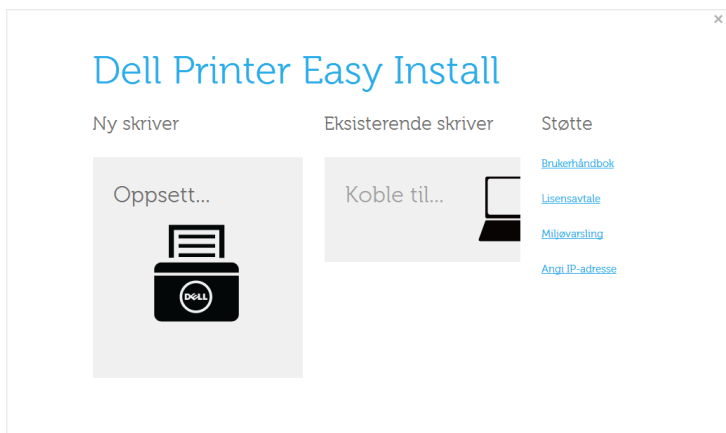 ×
Dell Printer Easy Install
Ny skriver
Eksisterende skriver
Støtte
Oppsett...
DELL
Koble til...
Brukerhåndbok
Lisensavtale
Miljøvarsling
Angi IP-adresse